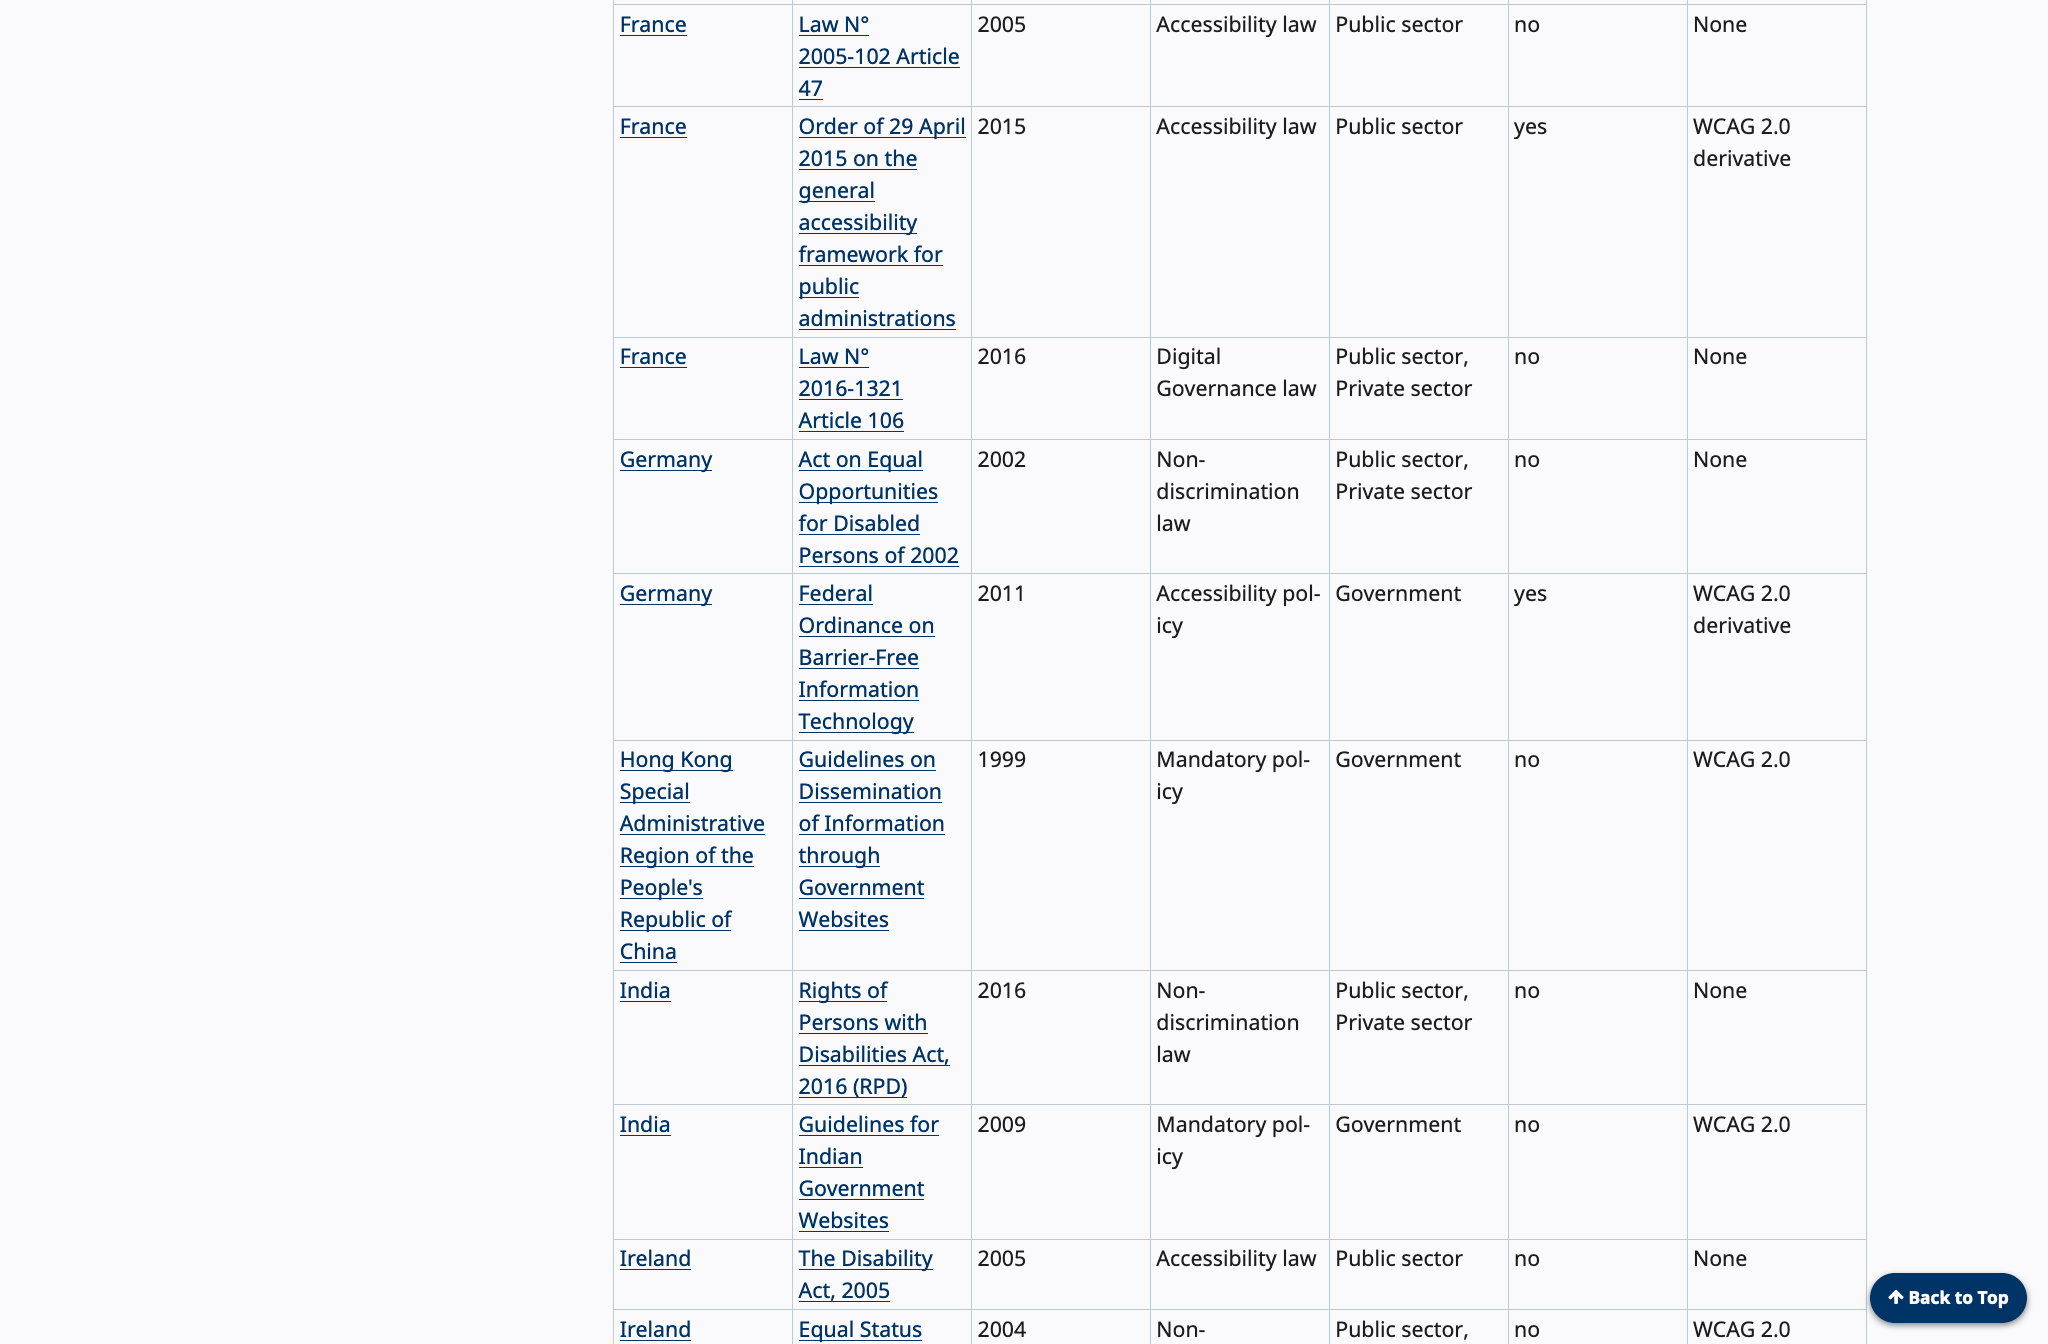 France Law N° 2005 Accessibility law Public sector no None
2005-102 Article
47
France Order of 29 April 2015 Accessibility law Public sector yes WCAG 2.0
2015 on the derivative
general
accessibility
framework for
public
administrations
France Law N° 2016 Digital Public sector, no None
2016-1321 Governance law Private sector
Article 106
Germany Act on Equal 2002 Non- Public sector, no None
Opportunities discrimination Private sector
for Disabled law
Persons of 2002
Germany Federal 2011 Accessibility pol- Government yes WCAG 2.0
Ordinance on icy derivative
Barrier-Free
Information
Technology
Hong Kong Guidelines on 1999 Mandatory pol- Government no WCAG 2.0
Special Dissemination icy
Administrative of Information
Region of the through
People's Government
Republic of Websites
China
India Rights of 2016 Non- Public sector, no None
Persons with discrimination Private sector
Disabilities Act, law
2016 (RPD)
India Guidelines for 2009 Mandatory pol- Government no WCAG 2.0
Indian icy
Government
Websites
Ireland The Disability 2005 Accessibility law Public sector no None
Act, 2005
↑ Back to Top
Ireland Equal Status 2004 Non- Public sector, no WCAG 2.0